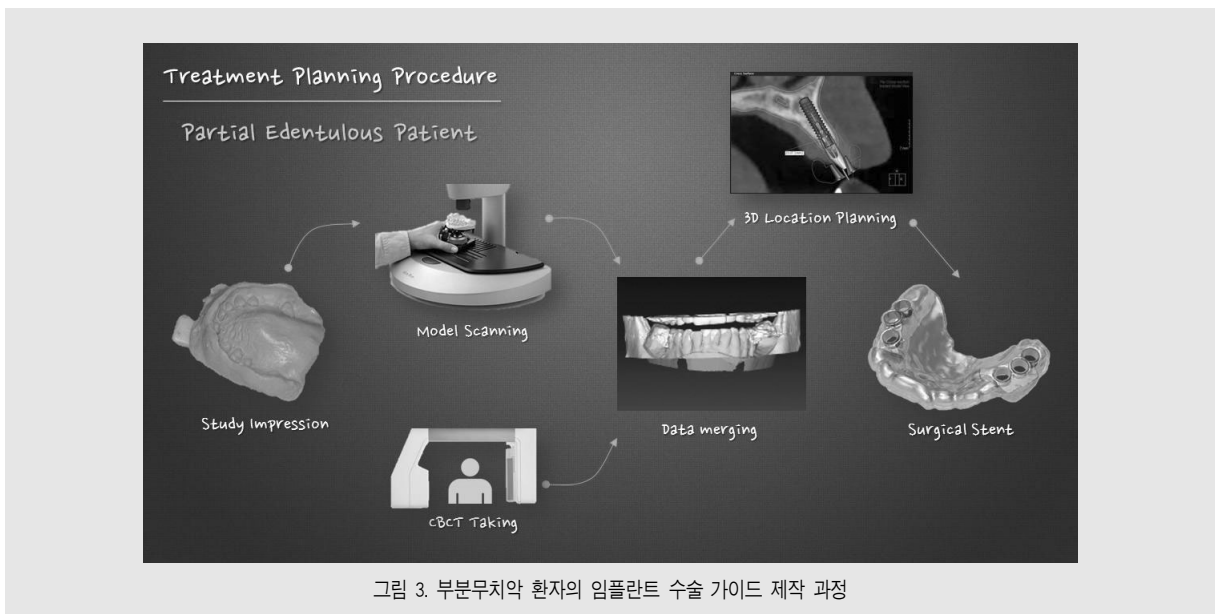 Treatment Planning Procedure
Partial Edentulous Patient
3D Location Planning
Model Scanning
Study Impression
Data merging
Surgical Stent
CBCT Taking
그림 3. 부분무치악 환자의 임플란트 수술 가이드 제작 과정